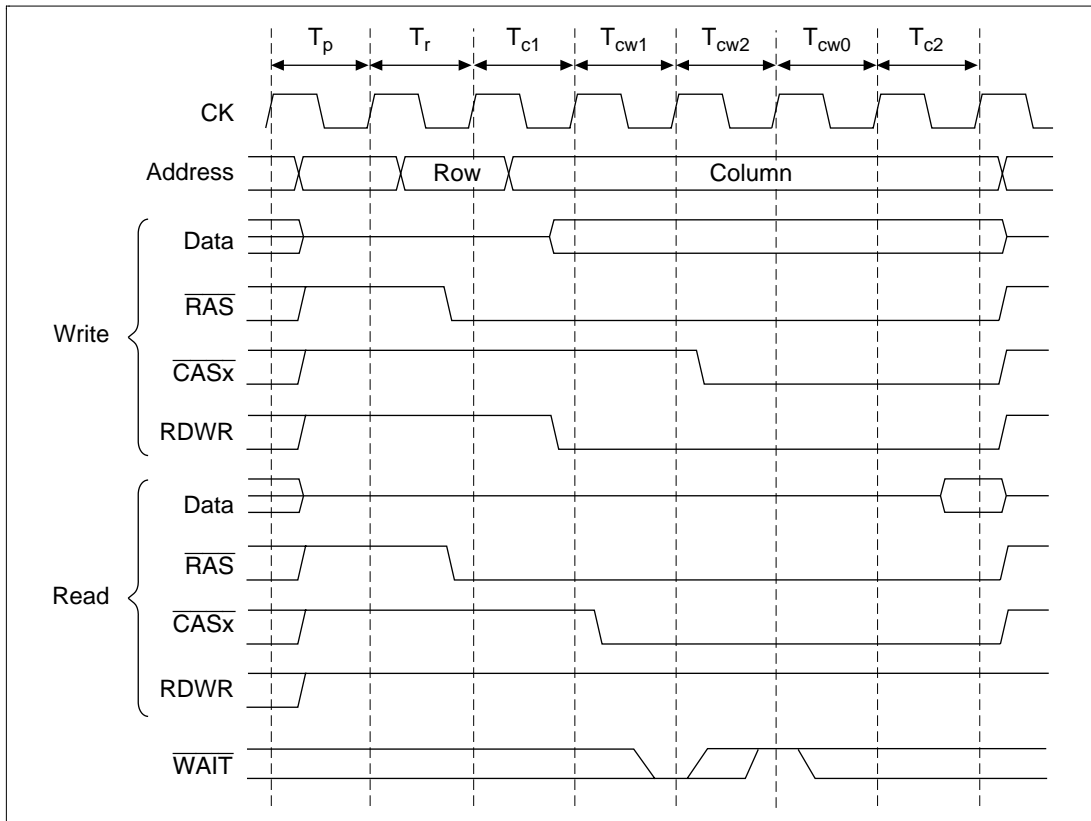 Tp Tr Tc1 Tcw1 Tcw2 Tcw0 Tc2
CK
Address Row Column
Data
RAS
Write
CASx
RDWR
Data
RAS
Read
CASx
RDWR
WAIT